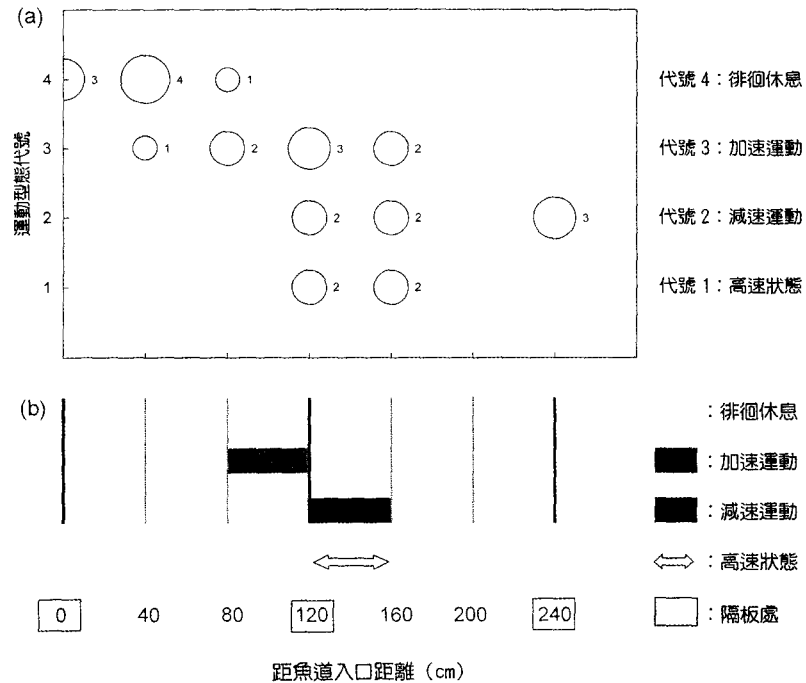 (a)
運動型態代號
4
3
2
1
3
4
1
1
2
3
2
2
2
3
2
2
代號 4：徘徊休息
代號 3：加速運動
代號 2：減速運動
代號 1：高速狀態
(b)
：徘徊休息
：加速運動
：減速運動
：高速狀態
：隔板處
0 40 80 120 160 200 240
距魚道入口距離（cm）